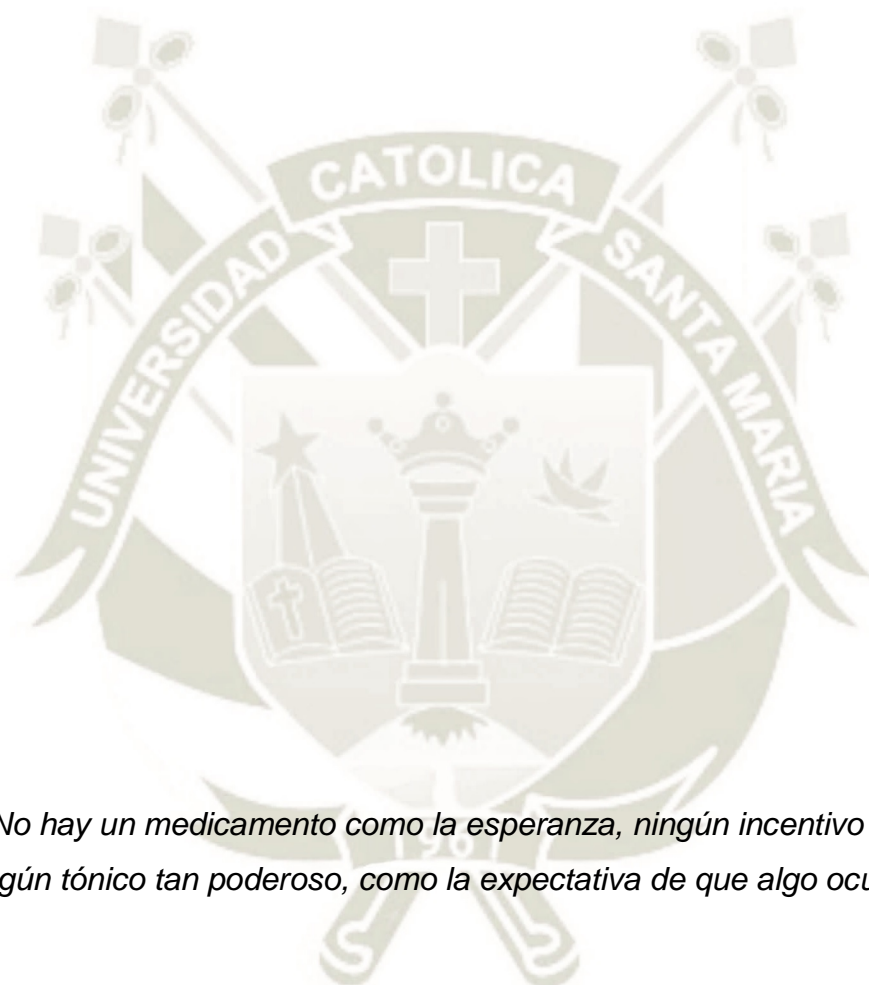 UNIVERSIDAD CATOLICA SANTA MARIA
No hay un medicamento como la esperanza, ningún incentivo
gún tónico tan poderoso, como la expectativa de que algo ocu